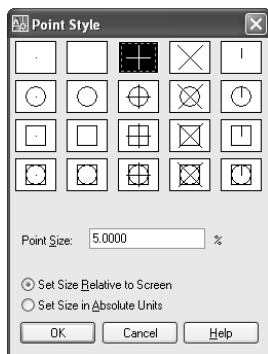 Point Style
Point Size: 5.0000 %
Set Size Relative to Screen
Set Size in Absolute Units
OK Cancel Help